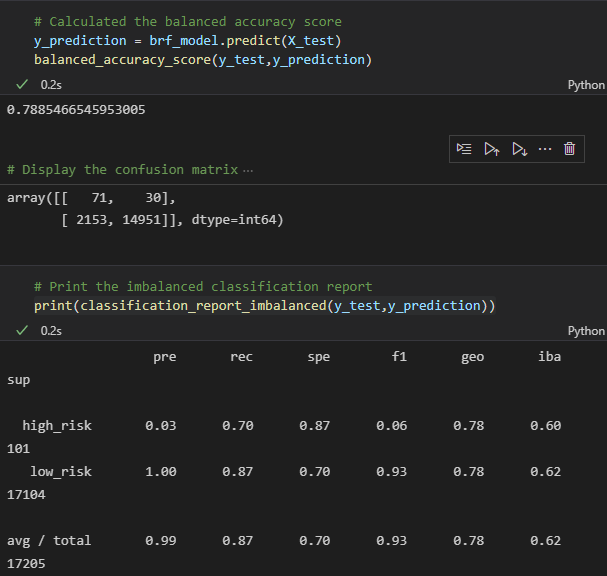 # Calculated the balanced accuracy score
y_prediction = brf_model.predict(X_test)
balanced_accuracy_score(y_test,y_prediction)
0.2s
Python
0.7885466545953005
# Display the confusion matrix ···
array([[   71,    30],
       [ 2153, 14951]], dtype=int64)
# Print the imbalanced classification report
print(classification_report_imbalanced(y_test,y_prediction))
0.2s
Python
pre rec spe f1 geo iba
sup
high_risk 0.03 0.70 0.87 0.06 0.78 0.60
101
low_risk 1.00 0.87 0.70 0.93 0.78 0.62
17104
avg / total 0.99 0.87 0.70 0.93 0.78 0.62
17205